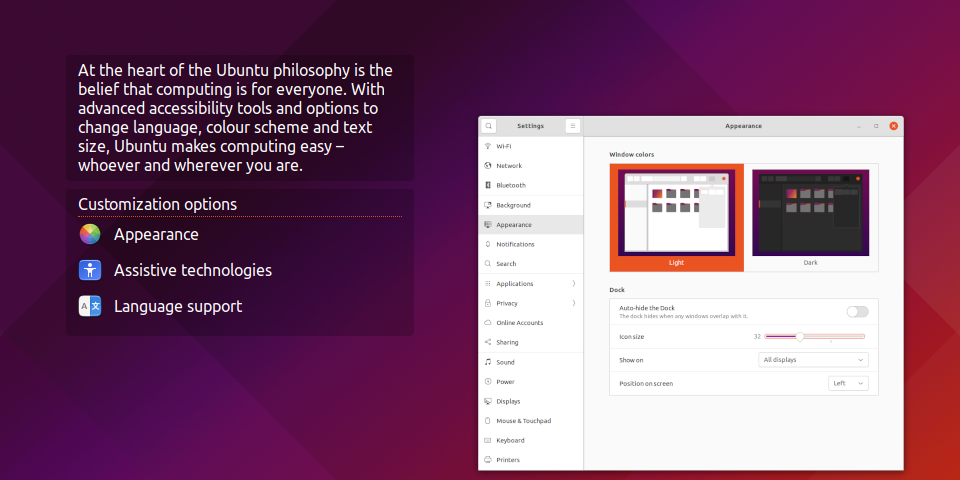 At the heart of the Ubuntu philosophy is the
belief that computing is for everyone. With
advanced accessibility tools and options to
change language, colour scheme and text
size, Ubuntu makes computing easy –
whoever and wherever you are.
Customization options
Appearance
Assistive technologies
A 文
Language support
Settings
Appearance
Wi-Fi
Network
Bluetooth
Background
Appearance
Notifications
Search
Applications
Privacy
Online Accounts
Sharing
Sound
Power
Displays
Mouse & Touchpad
Keyboard
Printers
Window colors
Light
Dark
Dock
Auto-hide the Dock
The dock hides when any windows overlap with it.
Icon size
32
Show on
All displays
Position on screen
Left